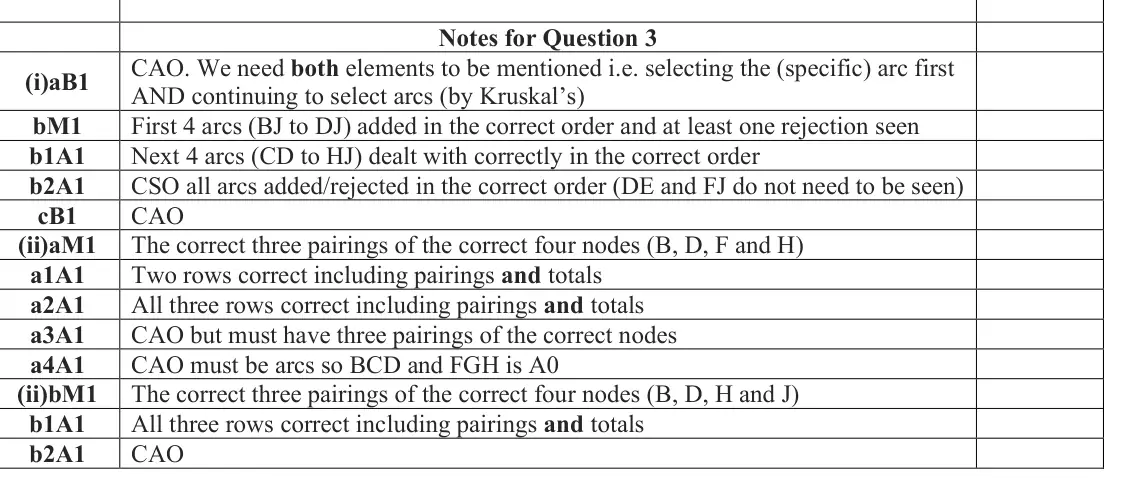 Notes for Question 3
(i)aB1 CAO. We need both elements to be mentioned i.e. selecting the (specific) arc first
AND continuing to select arcs (by Kruskal’s)
bM1 First 4 arcs (BJ to DJ) added in the correct order and at least one rejection seen
b1A1 Next 4 arcs (CD to HJ) dealt with correctly in the correct order
b2A1 CSO all arcs added/rejected in the correct order (DE and FJ do not need to be seen)
cB1 CAO
(ii)aM1 The correct three pairings of the correct four nodes (B, D, F and H)
a1A1 Two rows correct including pairings and totals
a2A1 All three rows correct including pairings and totals
a3A1 CAO but must have three pairings of the correct nodes
a4A1 CAO must be arcs so BCD and FGH is A0
(ii)bM1 The correct three pairings of the correct four nodes (B, D, H and J)
b1A1 All three rows correct including pairings and totals
b2A1 CAO